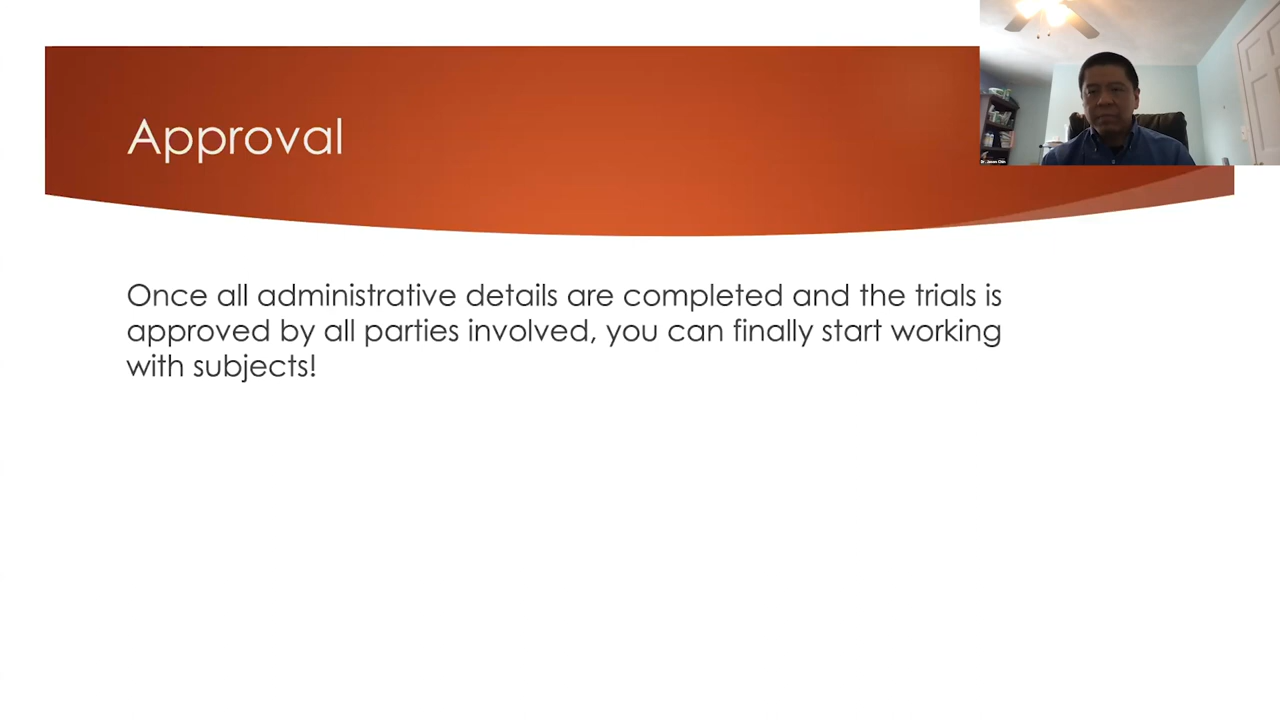 Approval
Once all administrative details are completed and the trials is
approved by all parties involved, you can finally start working
with subjects!